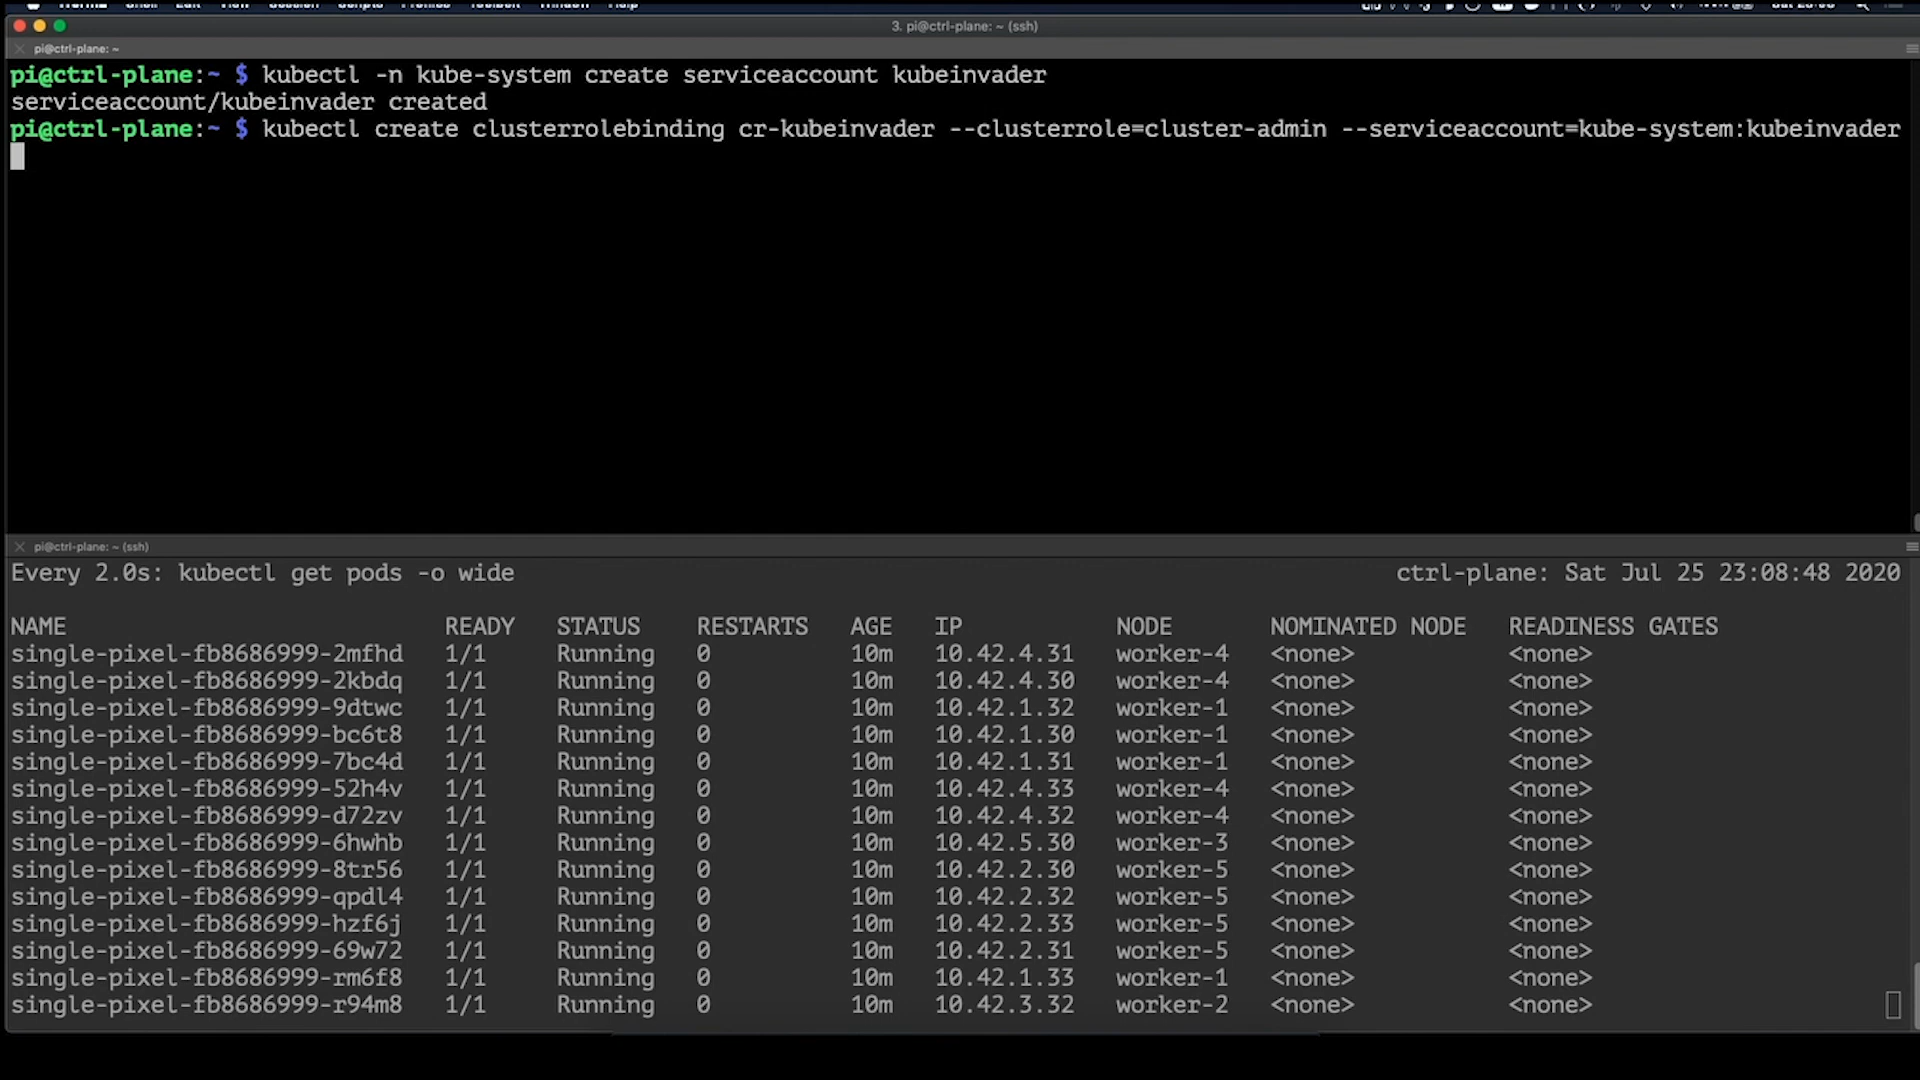 3. pi@ctrl-plane: ~ (ssh)
pi@ctrl-plane: ~
pi@ctrl-plane:~ $ kubectl -n kube-system create serviceaccount kubeinvader
serviceaccount/kubeinvader created
pi@ctrl-plane:~ $ kubectl create clusterrolebinding cr-kubeinvader --clusterrole=cluster-admin --serviceaccount=kube-system:kubeinvader
pi@ctrl-plane: ~ (ssh)
Every 2.0s: kubectl get pods -o wide ctrl-plane: Sat Jul 25 23:08:48 2020
NAME READY STATUS RESTARTS AGE IP NODE NOMINATED NODE READINESS GATES
single-pixel-fb8686999-2mfhd 1/1 Running 0 10m 10.42.4.31 worker-4 <none> <none>
single-pixel-fb8686999-2kbdq 1/1 Running 0 10m 10.42.4.30 worker-4 <none> <none>
single-pixel-fb8686999-9dtwc 1/1 Running 0 10m 10.42.1.32 worker-1 <none> <none>
single-pixel-fb8686999-bc6t8 1/1 Running 0 10m 10.42.1.30 worker-1 <none> <none>
single-pixel-fb8686999-7bc4d 1/1 Running 0 10m 10.42.1.31 worker-1 <none> <none>
single-pixel-fb8686999-52h4v 1/1 Running 0 10m 10.42.4.33 worker-4 <none> <none>
single-pixel-fb8686999-d72zv 1/1 Running 0 10m 10.42.4.32 worker-4 <none> <none>
single-pixel-fb8686999-6hwhb 1/1 Running 0 10m 10.42.5.30 worker-3 <none> <none>
single-pixel-fb8686999-8tr56 1/1 Running 0 10m 10.42.2.30 worker-5 <none> <none>
single-pixel-fb8686999-qpdl4 1/1 Running 0 10m 10.42.2.32 worker-5 <none> <none>
single-pixel-fb8686999-hzf6j 1/1 Running 0 10m 10.42.2.33 worker-5 <none> <none>
single-pixel-fb8686999-69w72 1/1 Running 0 10m 10.42.2.31 worker-5 <none> <none>
single-pixel-fb8686999-rm6f8 1/1 Running 0 10m 10.42.1.33 worker-1 <none> <none>
single-pixel-fb8686999-r94m8 1/1 Running 0 10m 10.42.3.32 worker-2 <none> <none>